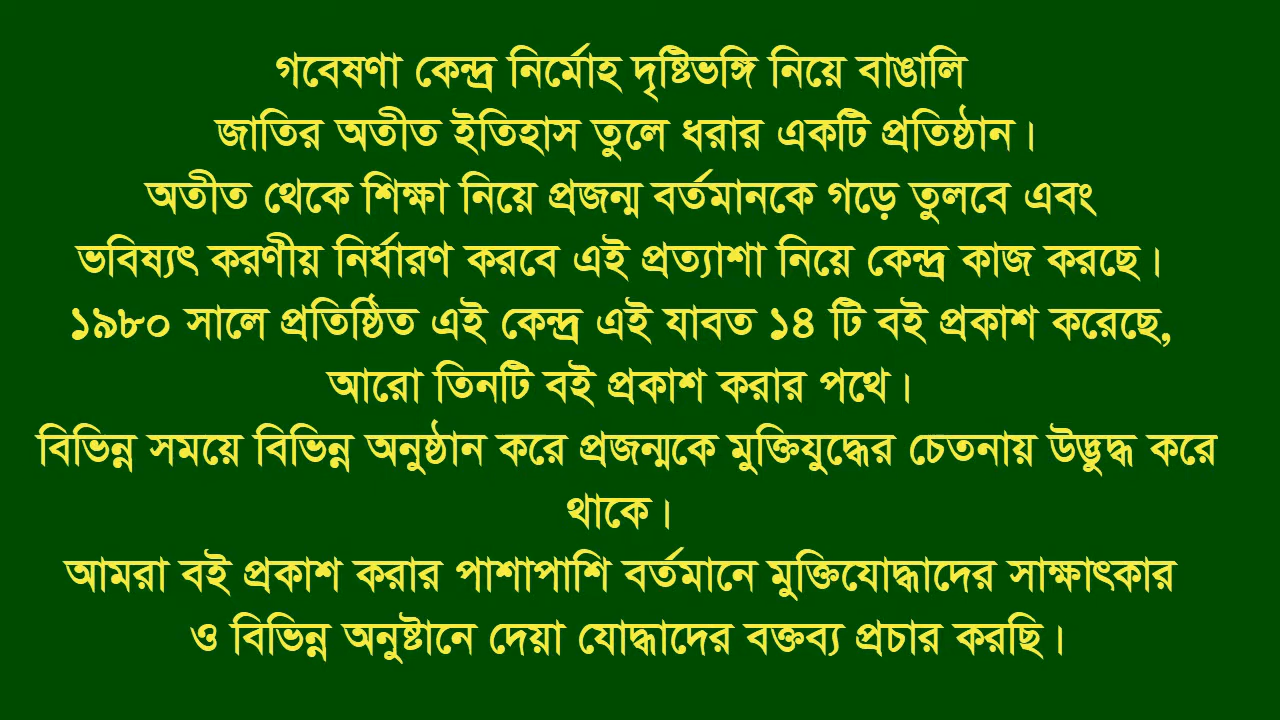 গবেষণা কেন্দ্র নির্মোহ দৃষ্টিভঙ্গি নিয়ে বাঙালি
জাতির অতীত ইতিহাস তুলে ধরার একটি প্রতিষ্ঠান।
অতীত থেকে শিক্ষা নিয়ে প্রজন্ম বর্তমানকে গড়ে তুলবে এবং
ভবিষ্যৎ করণীয় নির্ধারণ করবে এই প্রত্যাশা নিয়ে কেন্দ্র কাজ করছে।
১৯৮০ সালে প্রতিষ্ঠিত এই কেন্দ্র এই যাবত ১৪ টি বই প্রকাশ করেছে,
আরো তিনটি বই প্রকাশ করার পথে।
বিভিন্ন সময়ে বিভিন্ন অনুষ্ঠান করে প্রজন্মকে মুক্তিযুদ্ধের চেতনায় উদ্ভুদ্ধ করে
থাকে।
আমরা বই প্রকাশ করার পাশাপাশি বর্তমানে মুক্তিযোদ্ধাদের সাক্ষাৎকার
ও বিভিন্ন অনুষ্টানে দেয়া যোদ্ধাদের বক্তব্য প্রচার করছি।